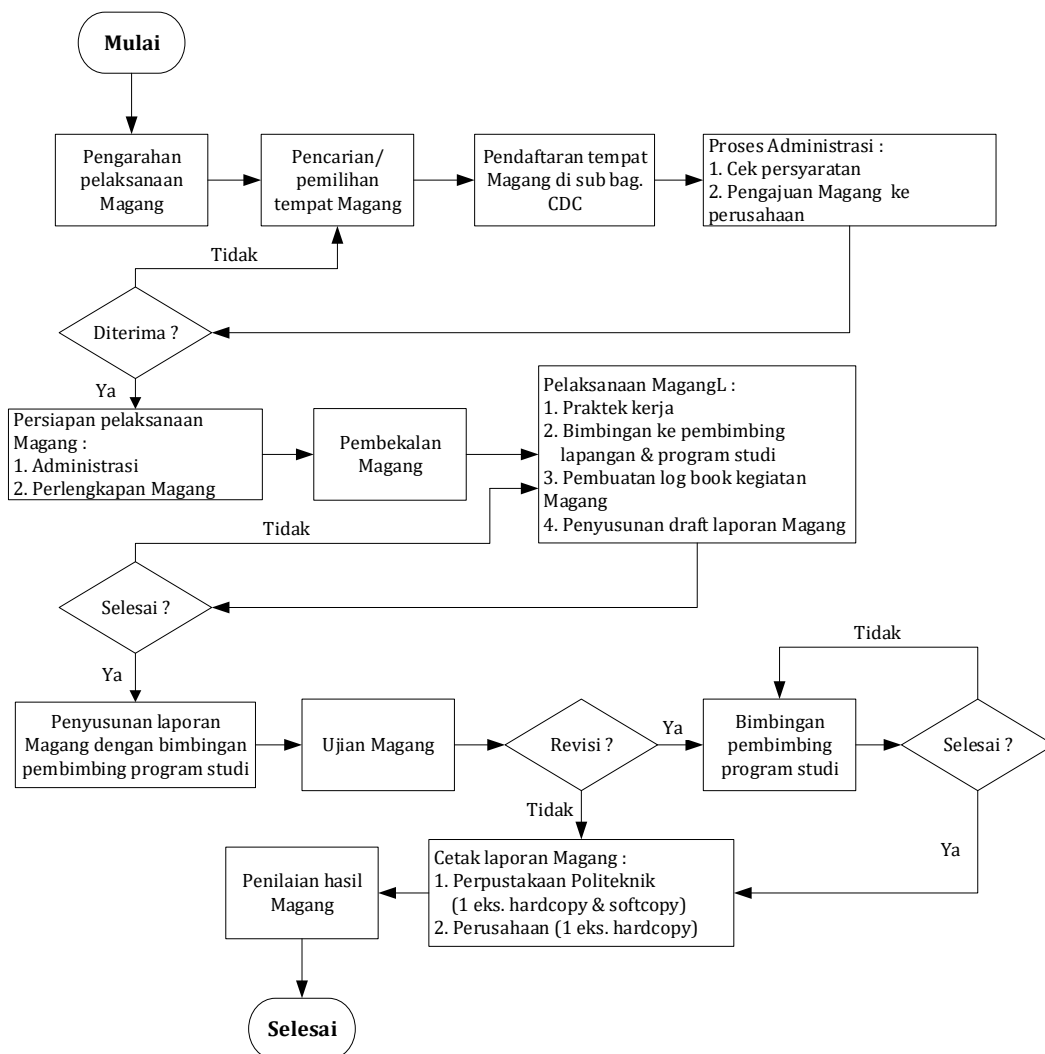 Mulai
Pengarahan
pelaksanaan
Magang
Pencarian/
pemilihan
tempat Magang
Pendaftaran tempat
Magang di sub bag.
CDC
Proses Administrasi :
1. Cek persyaratan
2. Pengajuan Magang ke
perusahaan
Tidak
Diterima ?
Ya
Persiapan pelaksanaan
Magang :
1. Administrasi
2. Perlengkapan Magang
Pembekalan
Magang
Pelaksanaan MagangL :
1. Praktek kerja
2. Bimbingan ke pembimbing
lapangan & program studi
3. Pembuatan log book kegiatan
Magang
4. Penyusunan draft laporan Magang
Tidak
Selesai ?
Ya
Penyusunan laporan
Magang dengan bimbingan
pembimbing program studi
Ujian Magang
Revisi ?
Ya
Bimbingan
pembimbing
program studi
Tidak
Selesai ?
Tidak
Ya
Cetak laporan Magang :
1. Perpustakaan Politeknik
(1 eks. hardcopy & softcopy)
2. Perusahaan (1 eks. hardcopy)
Penilaian hasil
Magang
Selesai